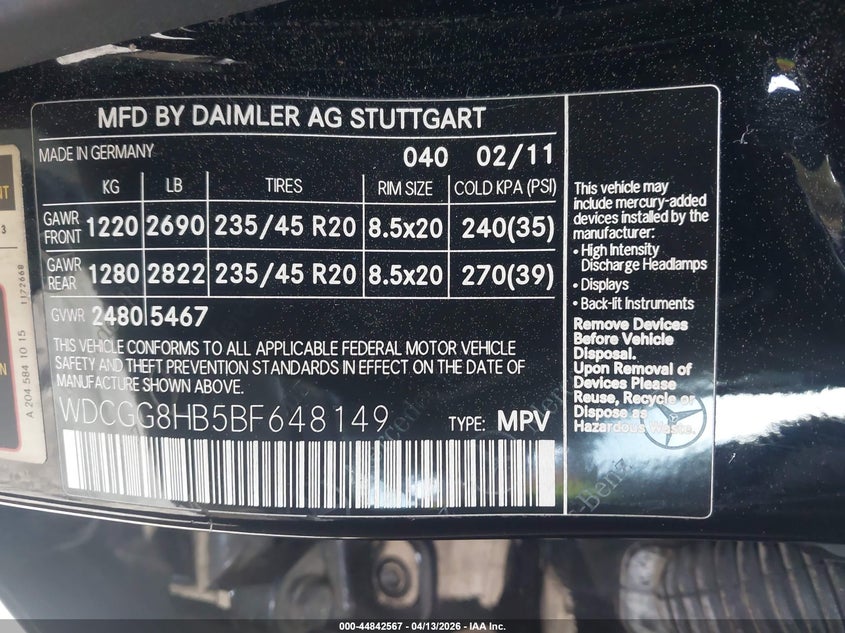 MFD BY DAIMLER AG STUTTGART
MADE IN GERMANY 040 02/11
KG LB TIRES RIM SIZE COLD KPA (PSI)
GAWR FRONT 1220 2690 235/45 R20 8.5x20 240(35)
GAWR REAR 1280 2822 235/45 R20 8.5x20 270(39)
GVWR 2480 5467
THIS VEHICLE CONFORMS TO ALL APPLICABLE FEDERAL MOTOR VEHICLE
SAFETY AND THEFT PREVENTION STANDARDS IN EFFECT ON THE DATE OF
MANUFACTURE SHOWN ABOVE.
WDCGG8HB5BF648149 TYPE: MPV
This vehicle may
include mercury-added
devices installed by the
manufacturer:
• High Intensity
Discharge Headlamps
• Displays
• Back-lit Instruments
Remove Devices
Before Vehicle
Disposal.
Upon Removal of
Devices Please
Reuse, Recycle or
Dispose as
Hazardous Waste.
A 204 584 10 15 1172668
000-44842567 - 04/13/2026 - IAA Inc.